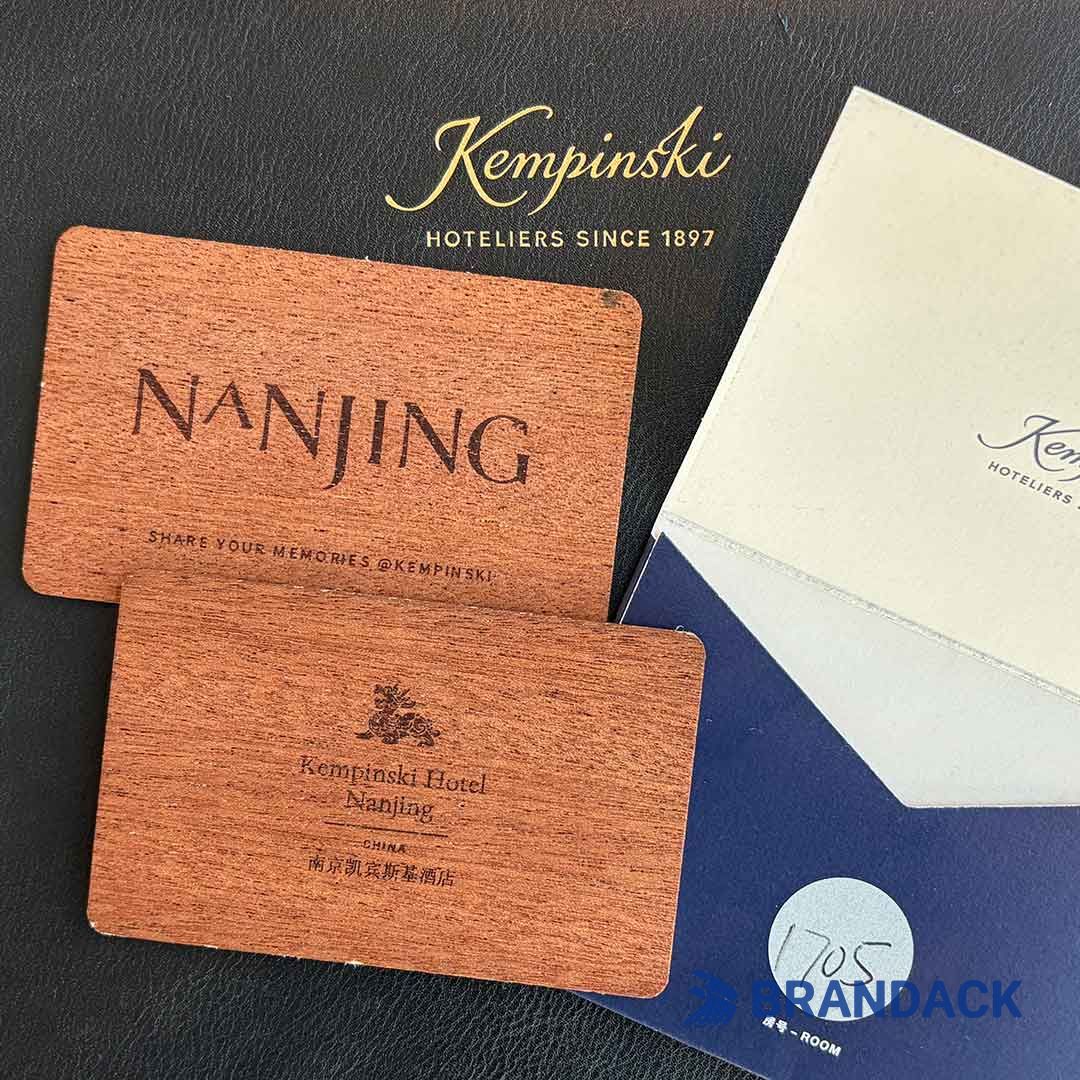 Kempinski
HOTELIERS SINCE 1897
NANJING
SHARE YOUR MEMORIES @KEMPINSKI
Kempinski Hotel
Nanjing
CHINA
南京凯宾斯基酒店
Kem
HOTELIERS
1705
房号-ROOM
BRANDACK